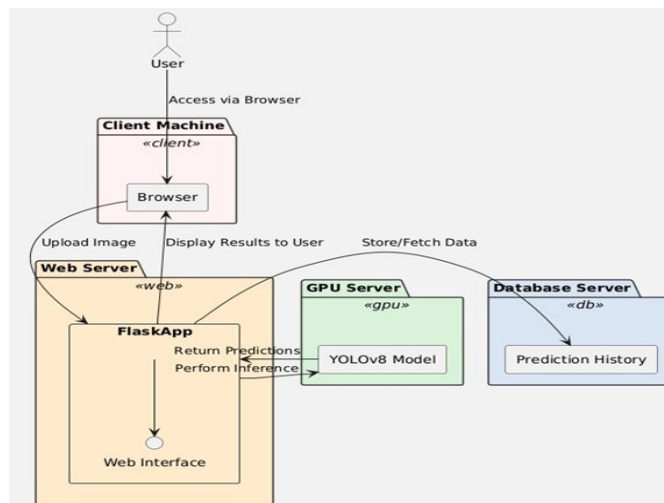 User
Access via Browser
Client Machine
«client»
Browser
Upload Image
Display Results to User
Store/Fetch Data
Web Server
«web»
GPU Server
«gpu»
Database Server
«db»
FlaskApp
Return Predictions
YOLOv8 Model
Prediction History
Perform Inference
Web Interface